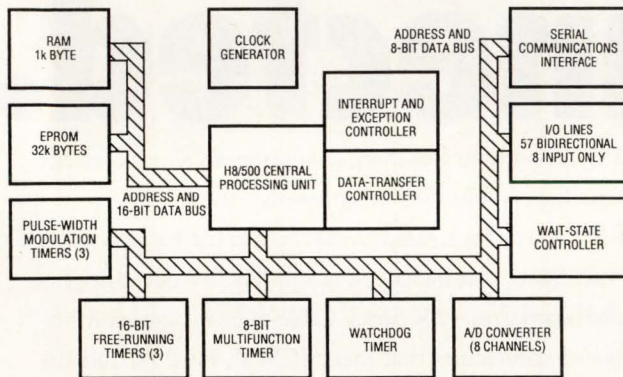 RAM
1k BYTE
CLOCK
GENERATOR
ADDRESS AND
8-BIT DATA BUS
SERIAL
COMMUNICATIONS
INTERFACE
EPROM
32k BYTES
INTERRUPT AND
EXCEPTION
CONTROLLER
I/O LINES
57 BIDIRECTIONAL
8 INPUT ONLY
H8/500 CENTRAL
PROCESSING UNIT
DATA-TRANSFER
CONTROLLER
ADDRESS AND
16-BIT DATA BUS
PULSE-WIDTH
MODULATION
TIMERS (3)
WAIT-STATE
CONTROLLER
16-BIT
FREE-RUNNING
TIMERS (3)
8-BIT
MULTIFUNCTION
TIMER
WATCHDOG
TIMER
A/D CONVERTER
(8 CHANNELS)